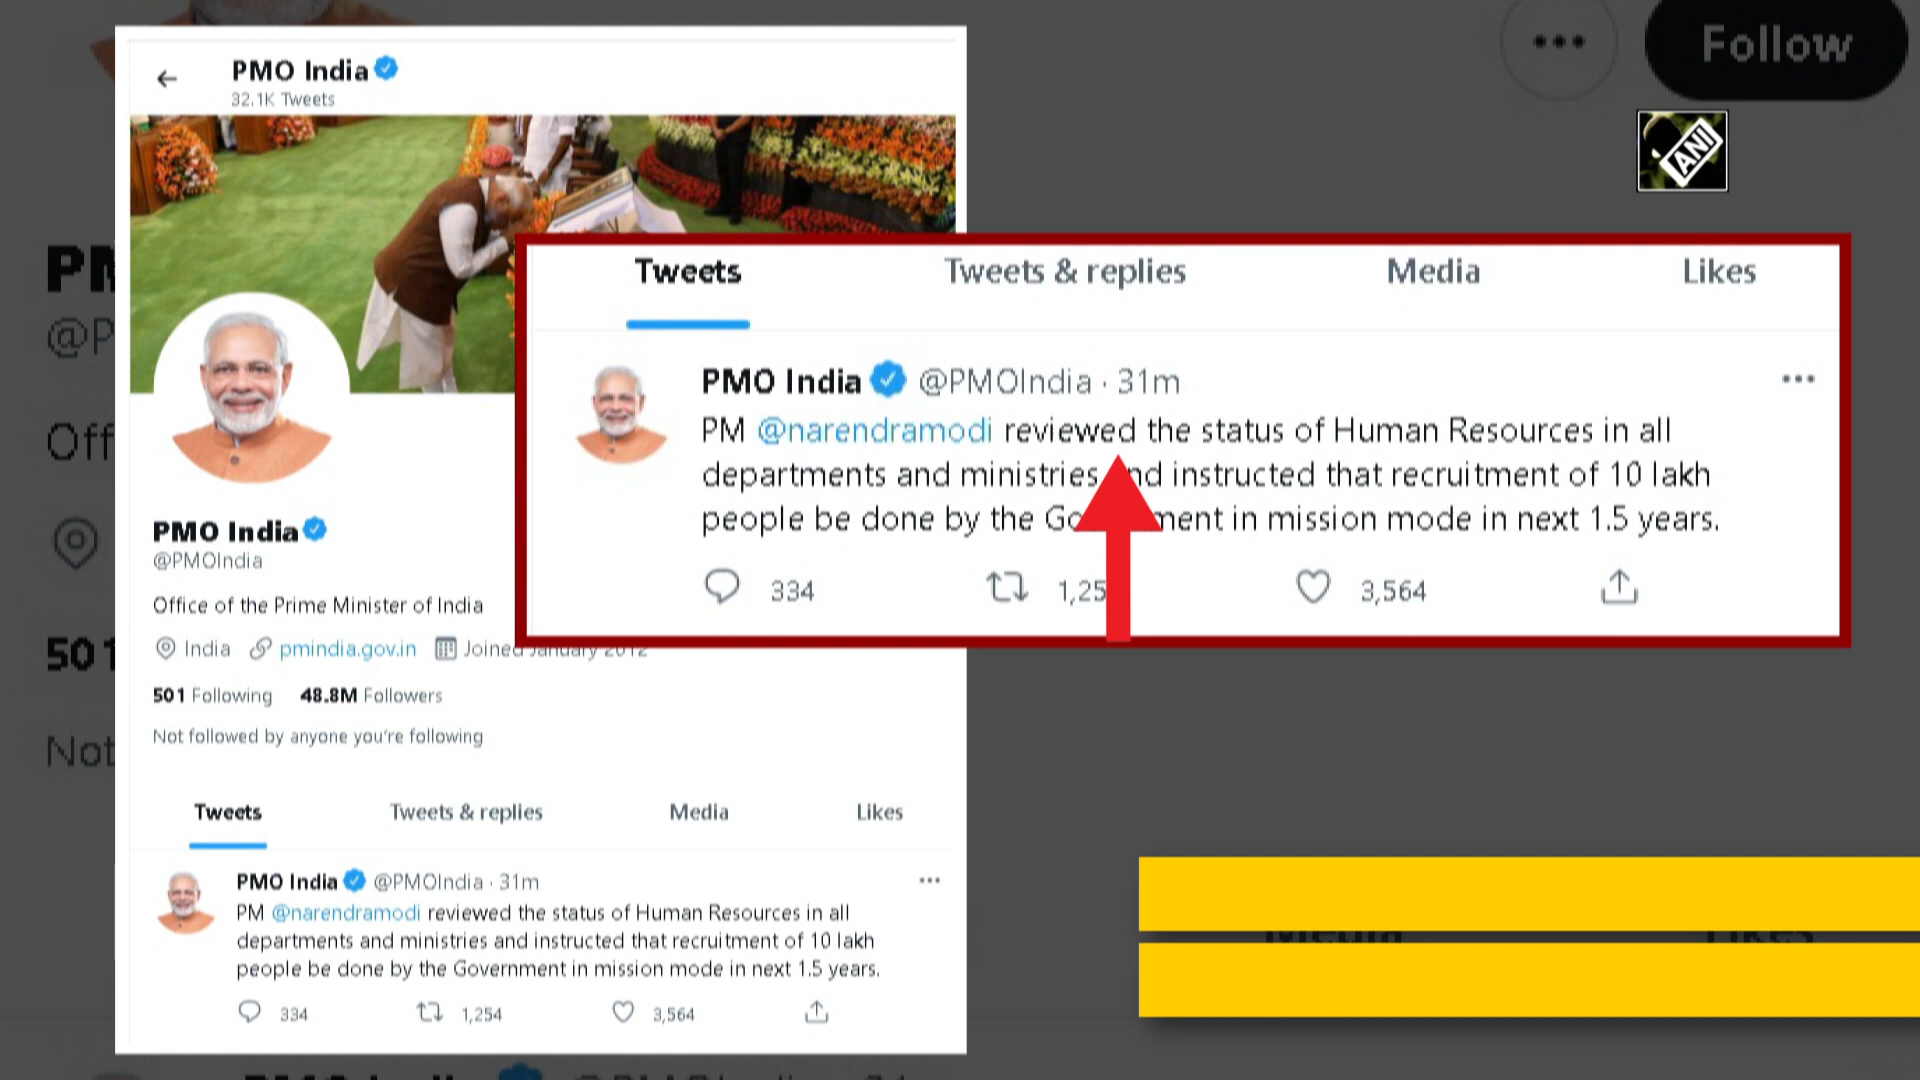 PMO India
32.1K Tweets
PMO India
@PMOIndia
Office of the Prime Minister of India
India pmindia.gov.in Joined January 2012
501 Following 48.8M Followers
Not followed by anyone you're following
Tweets Tweets & replies Media Likes
PMO India @PMOIndia · 31m
PM @narendramodi reviewed the status of Human Resources in all
departments and ministries and instructed that recruitment of 10 lakh
people be done by the Government in mission mode in next 1.5 years.
334 1,254 3,564
Tweets Tweets & replies Media Likes
PMO India @PMOIndia · 31m
PM @narendramodi reviewed the status of Human Resources in all
departments and ministries and instructed that recruitment of 10 lakh
people be done by the Government in mission mode in next 1.5 years.
334 1,25 3,564
Follow
ANI
501